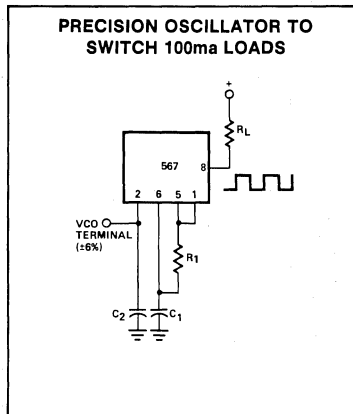 PRECISION OSCILLATOR TO
SWITCH 100ma LOADS
+
RL
567
8
2 6 5 1
VCO
TERMINAL
(±6%)
R1
C2 C1